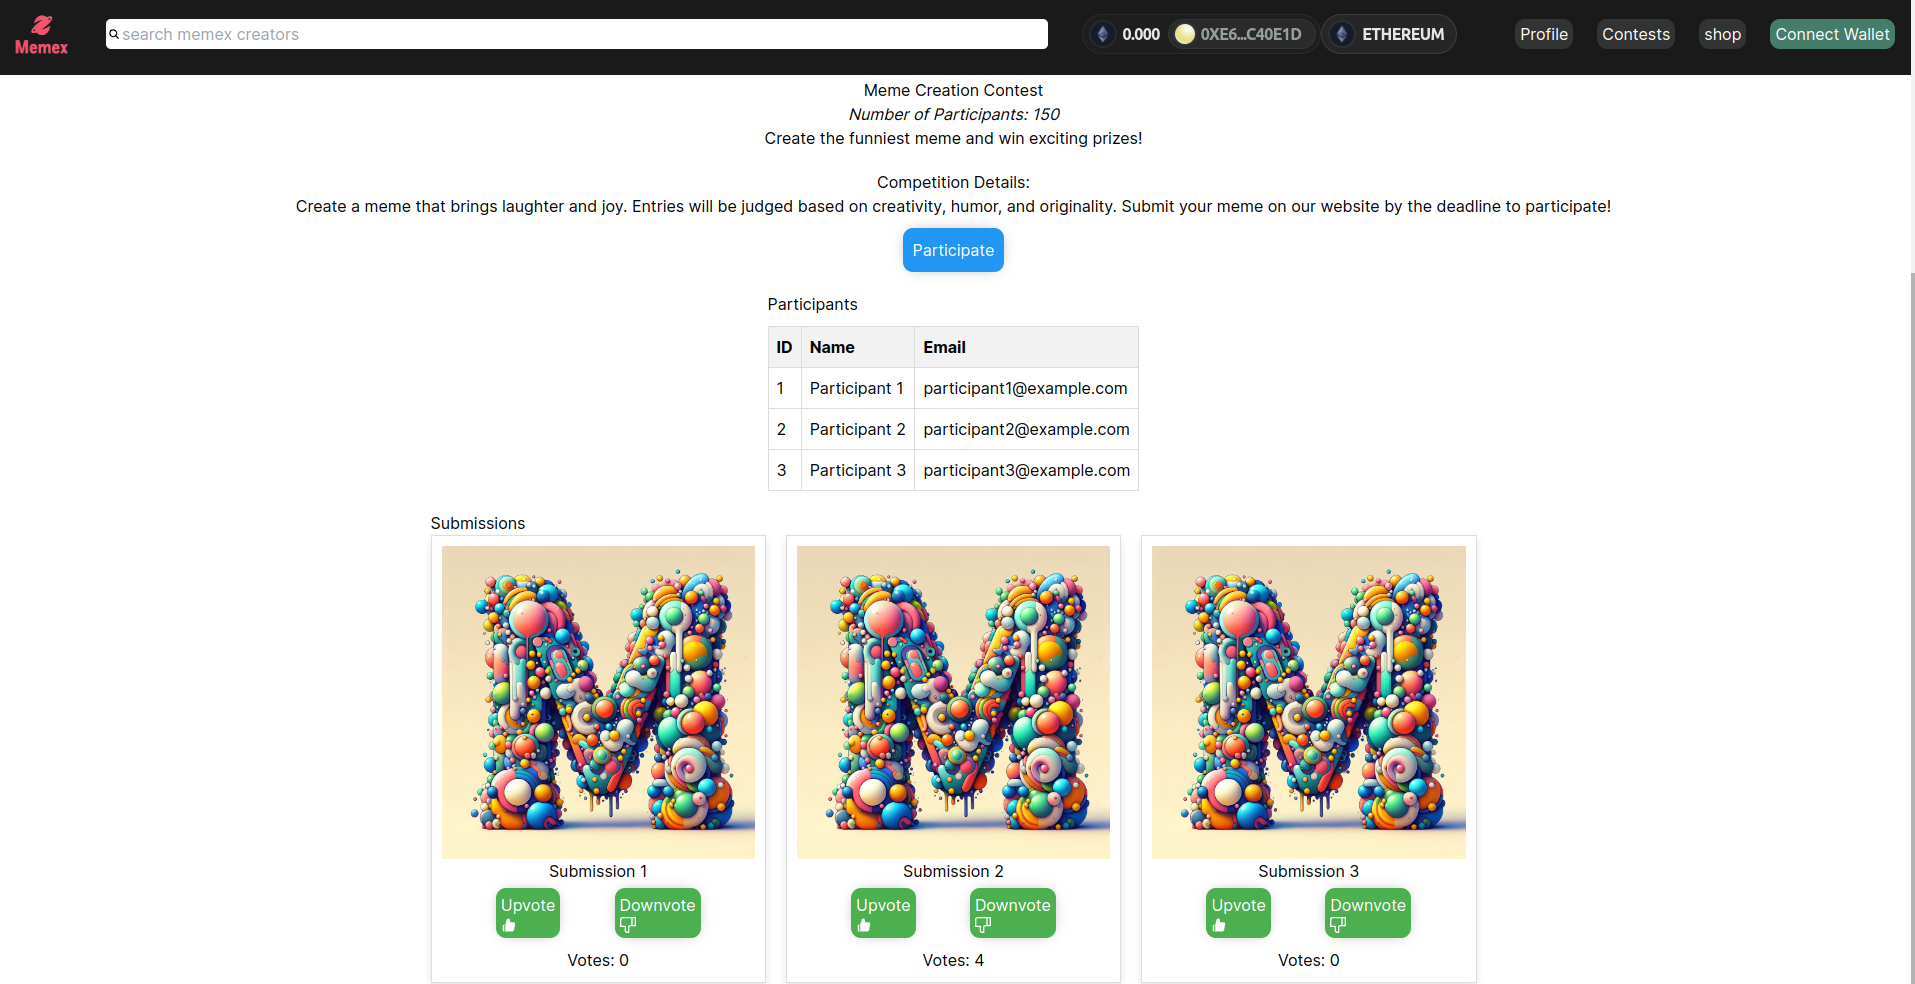 Memex
search memex creators
0.000 0XE6...C40E1D ETHEREUM
Profile Contests shop Connect Wallet
Meme Creation Contest
Number of Participants: 150
Create the funniest meme and win exciting prizes!
Competition Details:
Create a meme that brings laughter and joy. Entries will be judged based on creativity, humor, and originality. Submit your meme on our website by the deadline to participate!
Participate
Participants
ID Name Email
1 Participant 1 participant1@example.com
2 Participant 2 participant2@example.com
3 Participant 3 participant3@example.com
Submissions
M M M
Submission 1 Submission 2 Submission 3
Upvote Downvote Upvote Downvote Upvote Downvote
Votes: 0 Votes: 4 Votes: 0